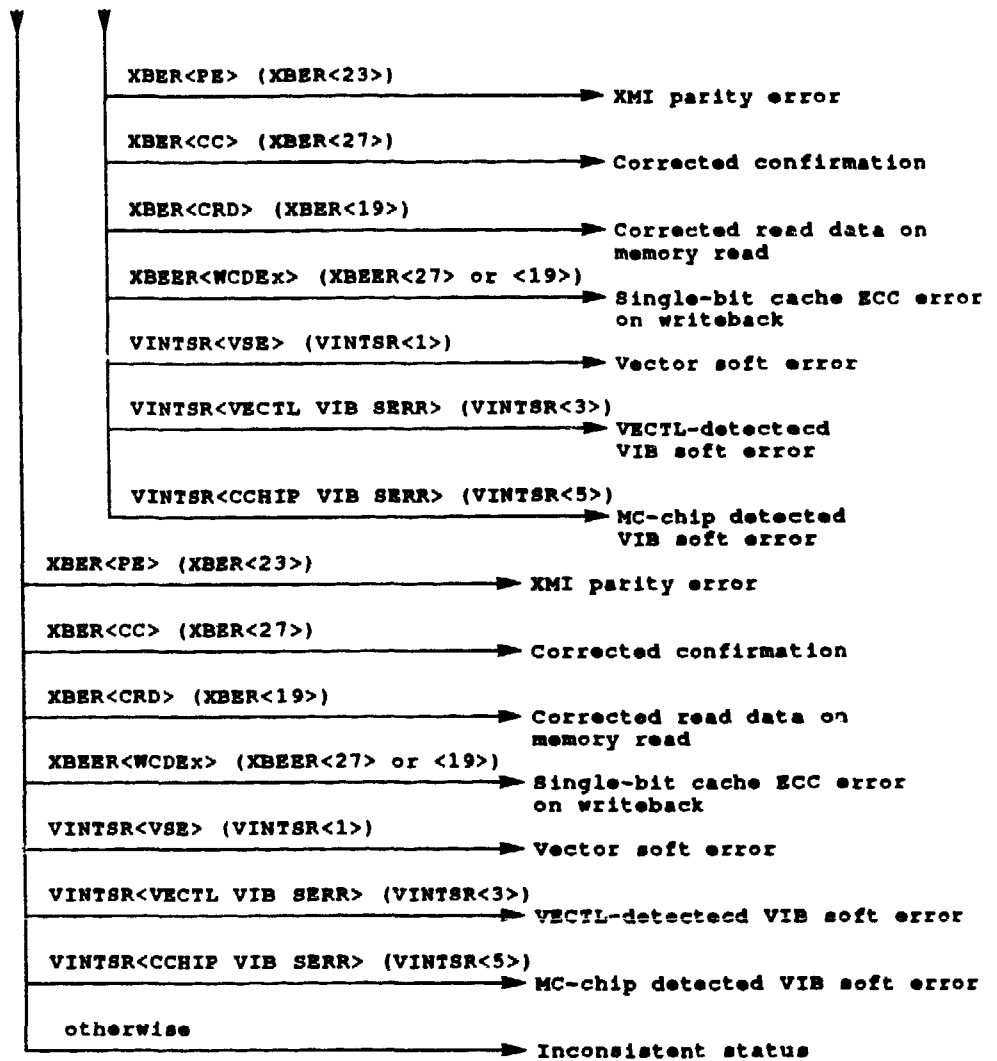 XBER<PE> (XBER<23>)
XMI parity error
XBER<CC> (XBER<27>)
Corrected confirmation
XBER<CRD> (XBER<19>)
Corrected read data on
memory read
XBEER<WCDEx> (XBEER<27> or <19>)
Single-bit cache ECC error
on writeback
VINTSR<VSE> (VINTSR<1>)
Vector soft error
VINTSR<VECTL VIB SERR> (VINTSR<3>)
VECTL-detectecd
VIB soft error
VINTSR<CCHIP VIB SERR> (VINTSR<5>)
MC-chip detected
VIB soft error
XBER<PE> (XBER<23>)
XMI parity error
XBER<CC> (XBER<27>)
Corrected confirmation
XBER<CRD> (XBER<19>)
Corrected read data on
memory read
XBEER<WCDEx> (XBEER<27> or <19>)
Single-bit cache ECC error
on writeback
VINTSR<VSE> (VINTSR<1>)
Vector soft error
VINTSR<VECTL VIB SERR> (VINTSR<3>)
VECTL-detectecd VIB soft error
VINTSR<CCHIP VIB SERR> (VINTSR<5>)
MC-chip detected VIB soft error
otherwise
Inconsistent status